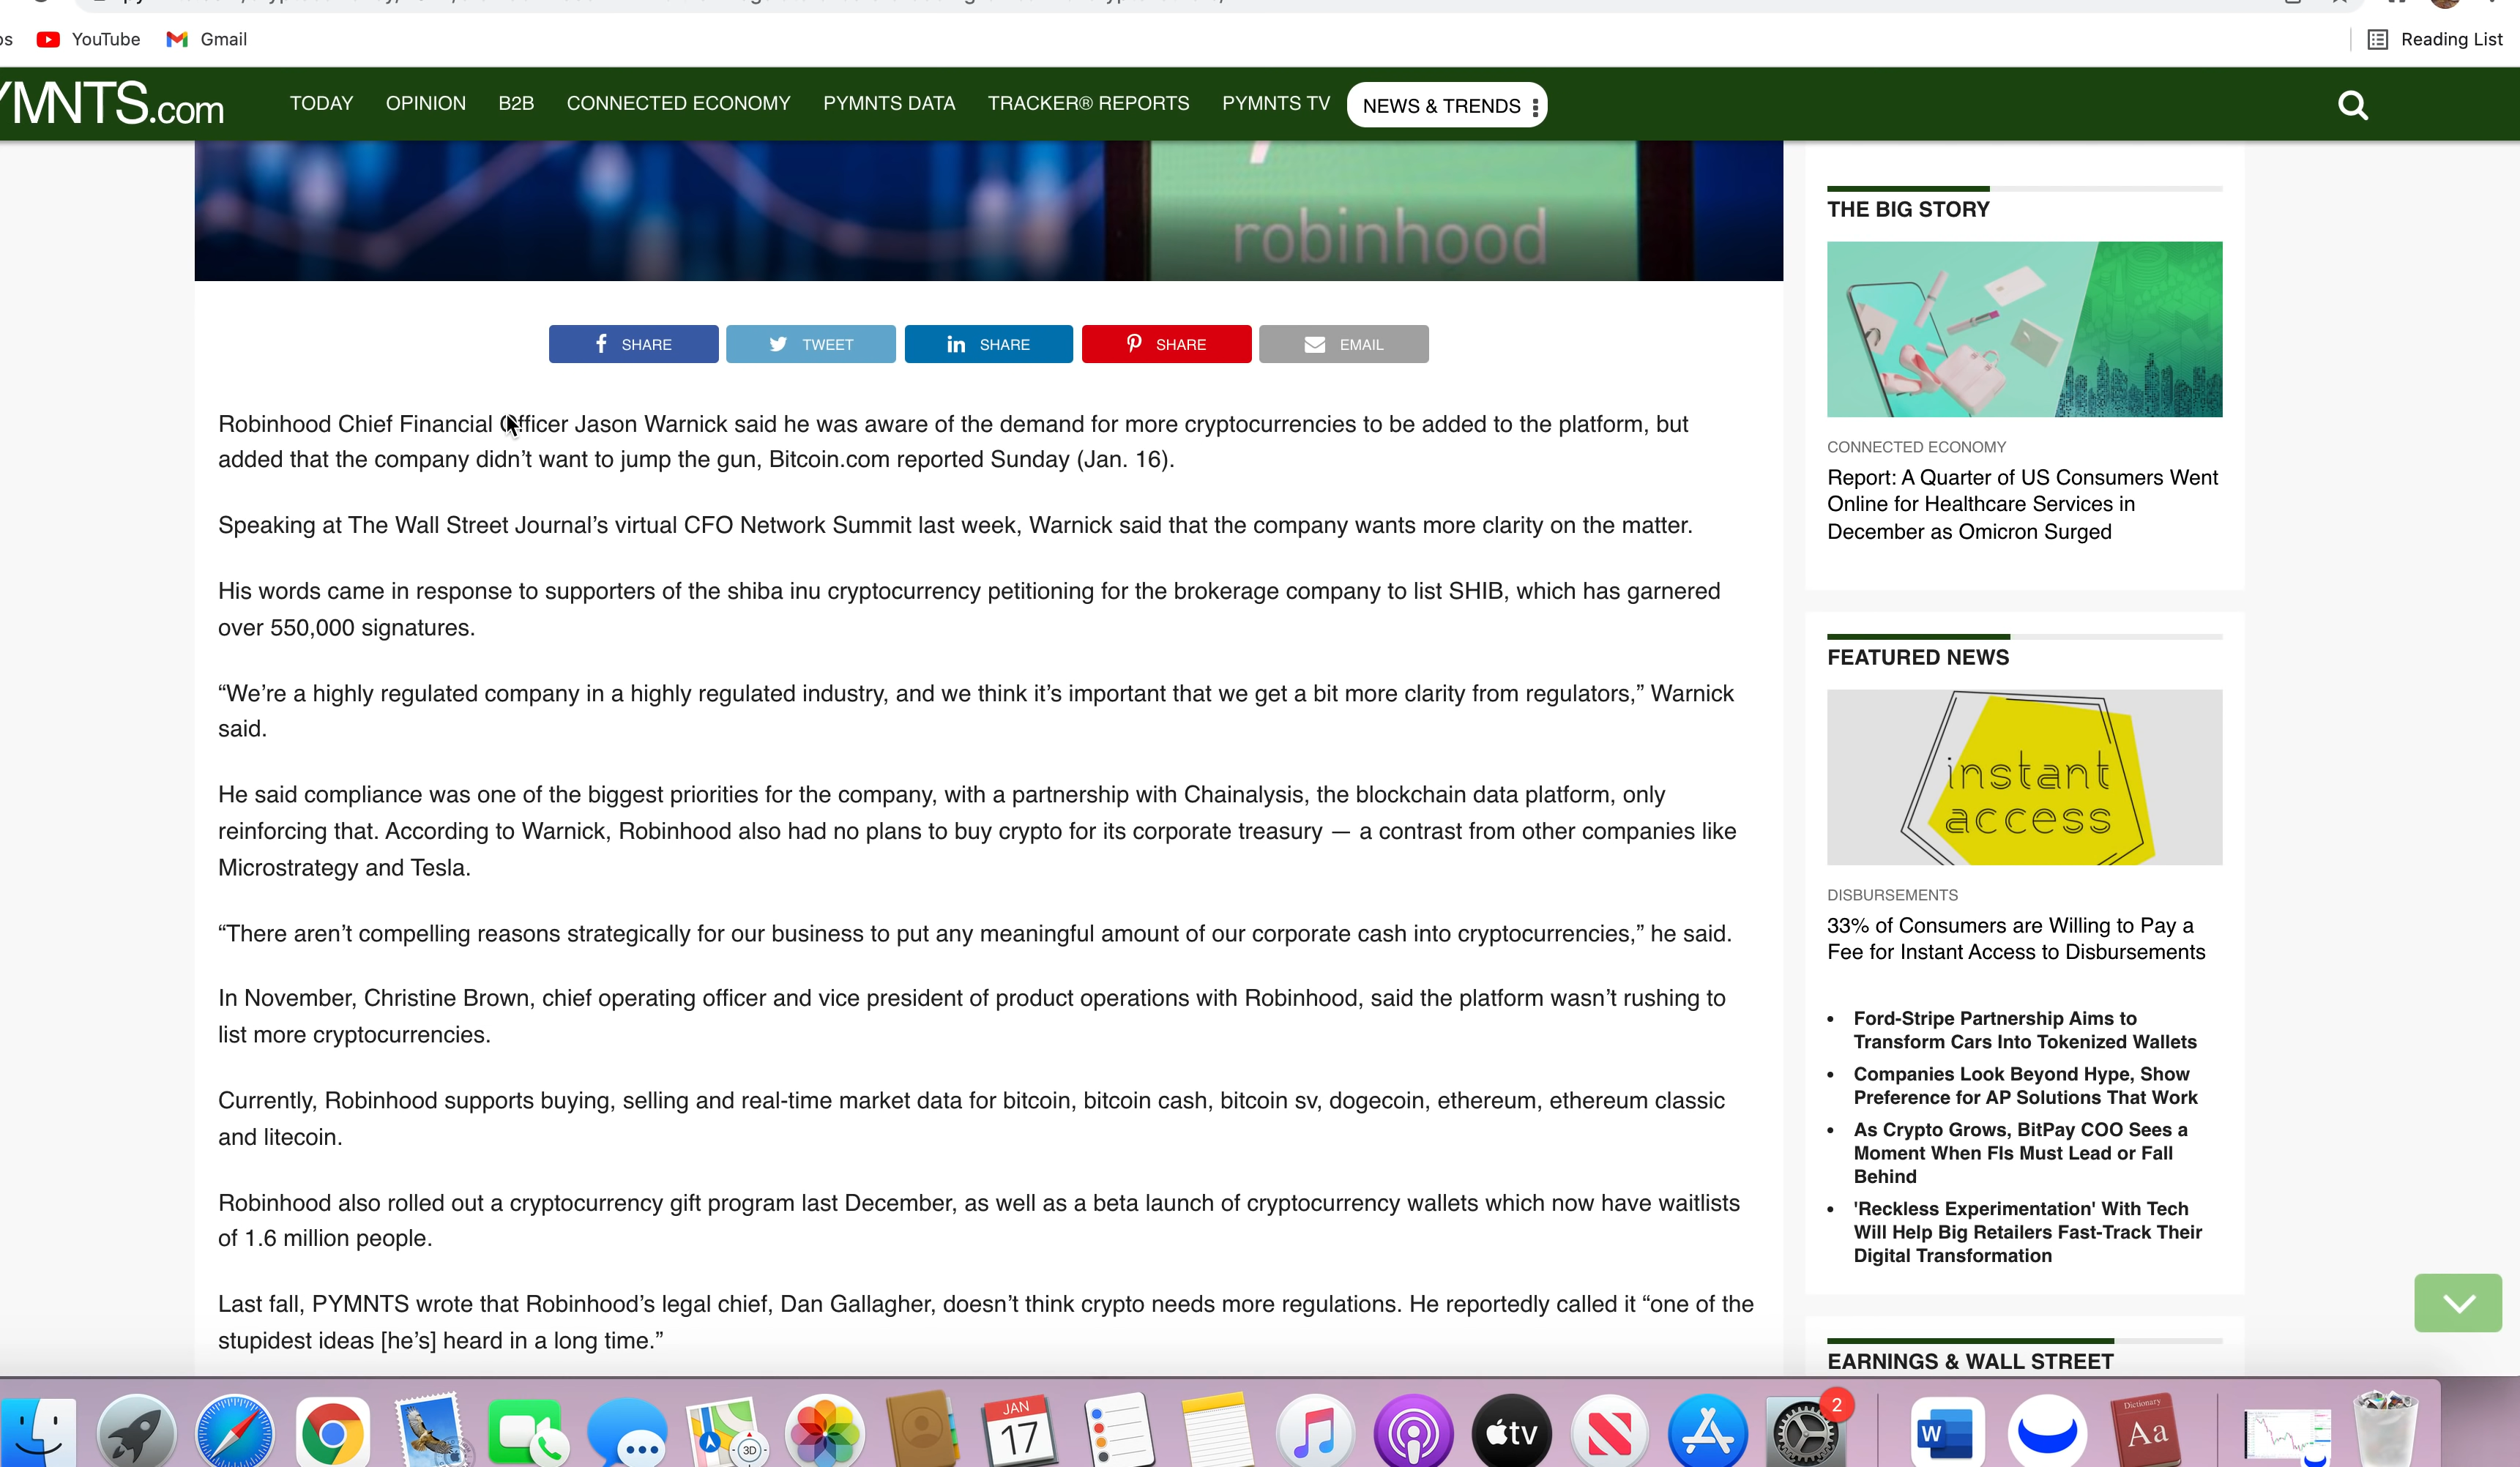 YouTube
Gmail
Reading List
YMNTS.com
TODAY
OPINION
B2B
CONNECTED ECONOMY
PYMNTS DATA
TRACKER® REPORTS
PYMNTS TV
NEWS & TRENDS
robinhood
SHARE
TWEET
SHARE
SHARE
EMAIL
Robinhood Chief Financial Officer Jason Warnick said he was aware of the demand for more cryptocurrencies to be added to the platform, but
added that the company didn’t want to jump the gun, Bitcoin.com reported Sunday (Jan. 16).
Speaking at The Wall Street Journal’s virtual CFO Network Summit last week, Warnick said that the company wants more clarity on the matter.
His words came in response to supporters of the shiba inu cryptocurrency petitioning for the brokerage company to list SHIB, which has garnered
over 550,000 signatures.
“We’re a highly regulated company in a highly regulated industry, and we think it’s important that we get a bit more clarity from regulators,” Warnick
said.
He said compliance was one of the biggest priorities for the company, with a partnership with Chainalysis, the blockchain data platform, only
reinforcing that. According to Warnick, Robinhood also had no plans to buy crypto for its corporate treasury — a contrast from other companies like
Microstrategy and Tesla.
“There aren’t compelling reasons strategically for our business to put any meaningful amount of our corporate cash into cryptocurrencies,” he said.
In November, Christine Brown, chief operating officer and vice president of product operations with Robinhood, said the platform wasn’t rushing to
list more cryptocurrencies.
Currently, Robinhood supports buying, selling and real-time market data for bitcoin, bitcoin cash, bitcoin sv, dogecoin, ethereum, ethereum classic
and litecoin.
Robinhood also rolled out a cryptocurrency gift program last December, as well as a beta launch of cryptocurrency wallets which now have waitlists
of 1.6 million people.
Last fall, PYMNTS wrote that Robinhood’s legal chief, Dan Gallagher, doesn’t think crypto needs more regulations. He reportedly called it “one of the
stupidest ideas [he’s] heard in a long time.”
THE BIG STORY
CONNECTED ECONOMY
Report: A Quarter of US Consumers Went
Online for Healthcare Services in
December as Omicron Surged
FEATURED NEWS
instant
access
DISBURSEMENTS
33% of Consumers are Willing to Pay a
Fee for Instant Access to Disbursements
Ford-Stripe Partnership Aims to
Transform Cars Into Tokenized Wallets
Companies Look Beyond Hype, Show
Preference for AP Solutions That Work
As Crypto Grows, BitPay COO Sees a
Moment When FIs Must Lead or Fall
Behind
'Reckless Experimentation' With Tech
Will Help Big Retailers Fast-Track Their
Digital Transformation
EARNINGS & WALL STREET
3D
JAN
17
tv
2
W
Dictionary
Aa